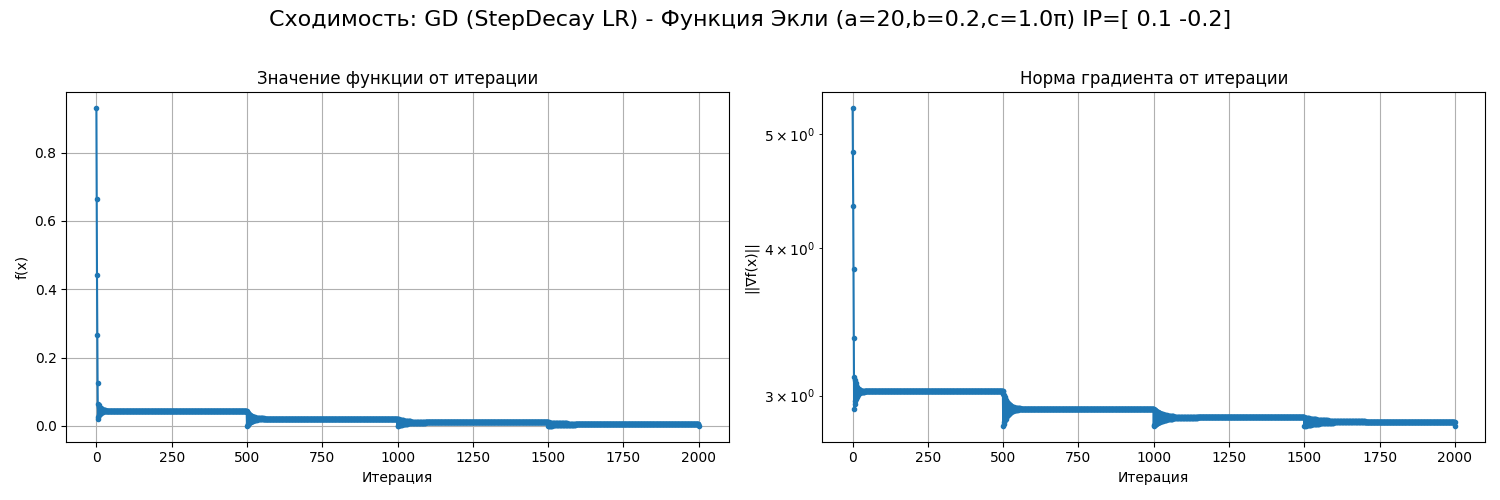 Сходимость: GD (StepDecay LR) - Функция Экли (a=20,b=0.2,c=1.0π) IP=[ 0.1 -0.2]
Значение функции от итерации
f(x)
0.8
0.6
0.4
0.2
0.0
0 250 500 750 1000 1250 1500 1750 2000
Итерация
Норма градиента от итерации
||∇f(x)||
5 × 10⁰
4 × 10⁰
3 × 10⁰
0 250 500 750 1000 1250 1500 1750 2000
Итерация